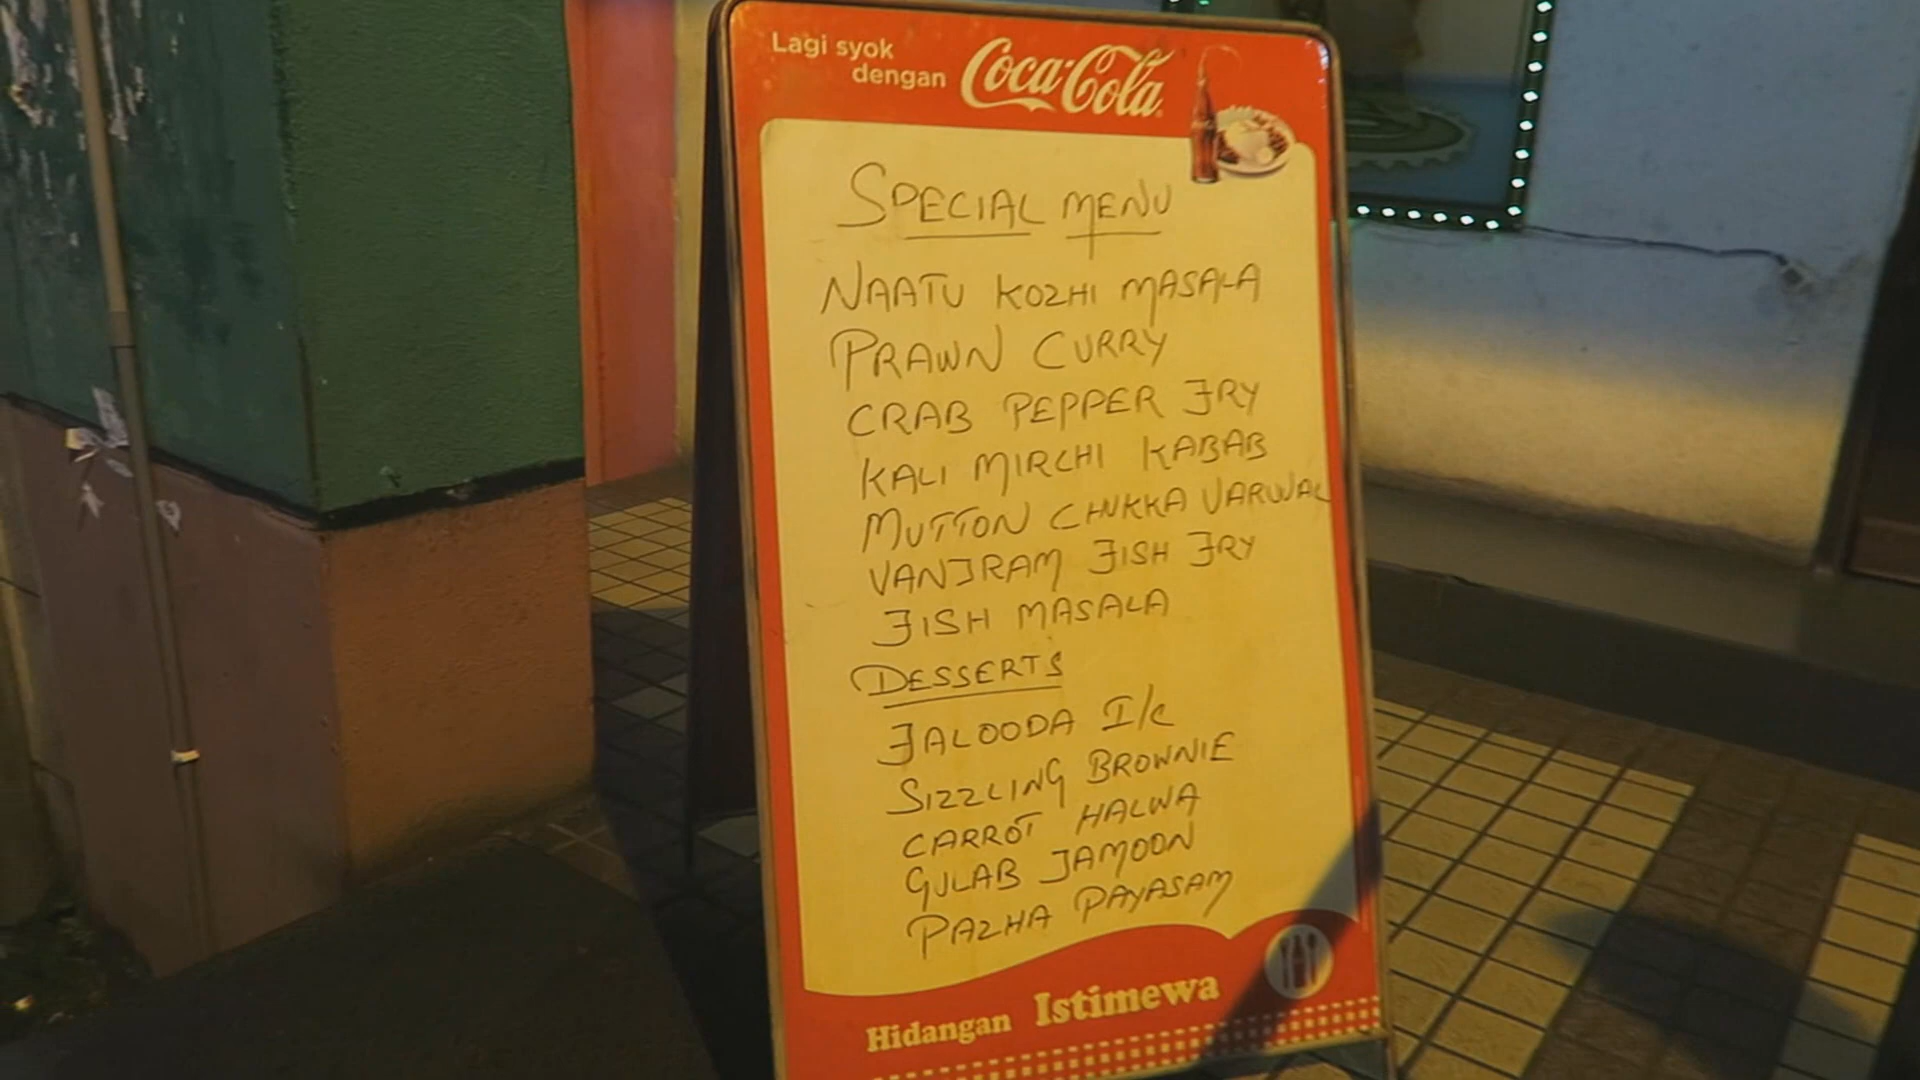 Lagi syok
dengan Coca-Cola
SPECIAL MENU
NAATU KOZHI MASALA
PRAWN CURRY
CRAB PEPPER FRY
KALI MIRCHI KABAB
MUTTON CHUKKA VARUVAL
VANJRAM FISH FRY
FISH MASALA
DESSERTS
FALOODA I/C
SIZZLING BROWNIE
CARROT HALWA
GULAB JAMOON
PAZHA PAYASAM
Hidangan Istimewa